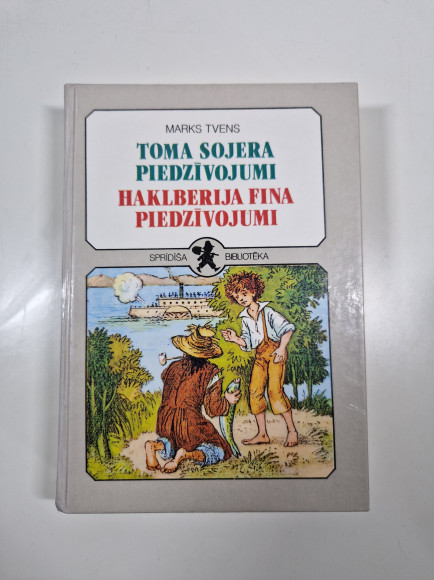 MARKS TVENS
TOMA SOJERA
PIEDZĪVOJUMI
HAKLBERIJA FINA
PIEDZĪVOJUMI
SPRĪDĪŠA BIBLIOTĒKA